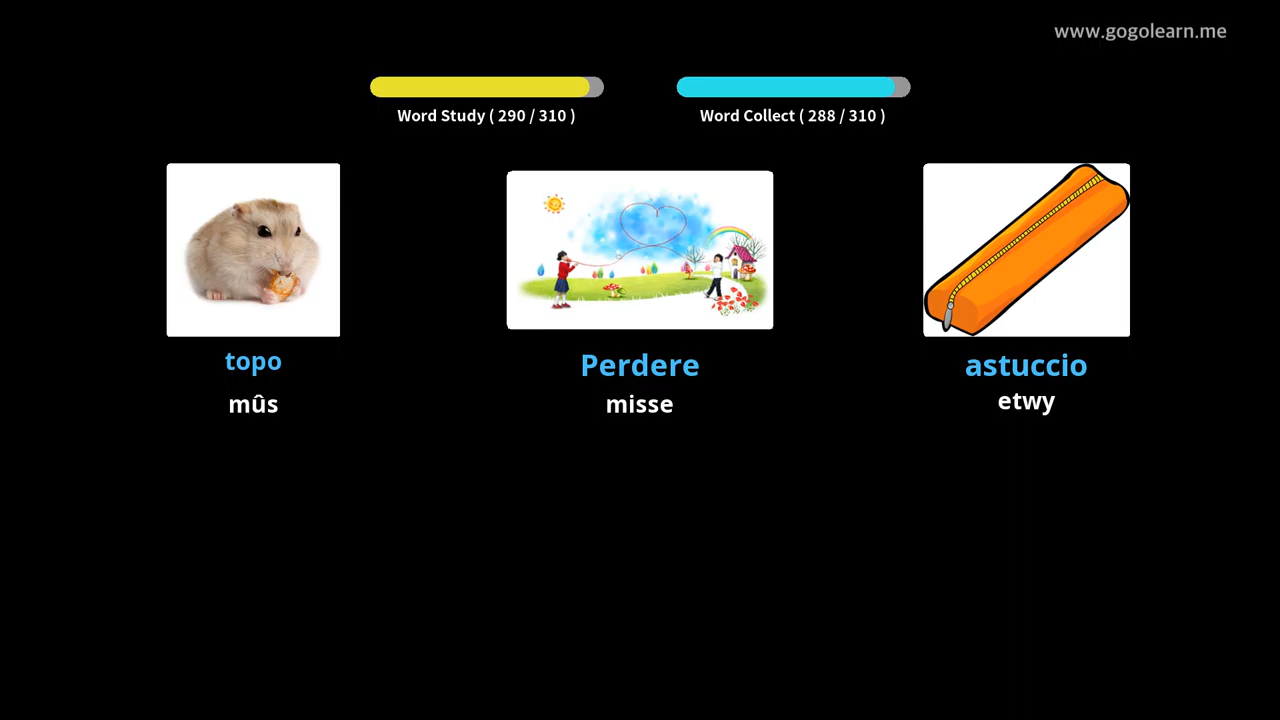 www.gogolearn.me
Word Study ( 290 / 310 )
Word Collect ( 288 / 310 )
topo
Perdere
astuccio
mûs
misse
etwy